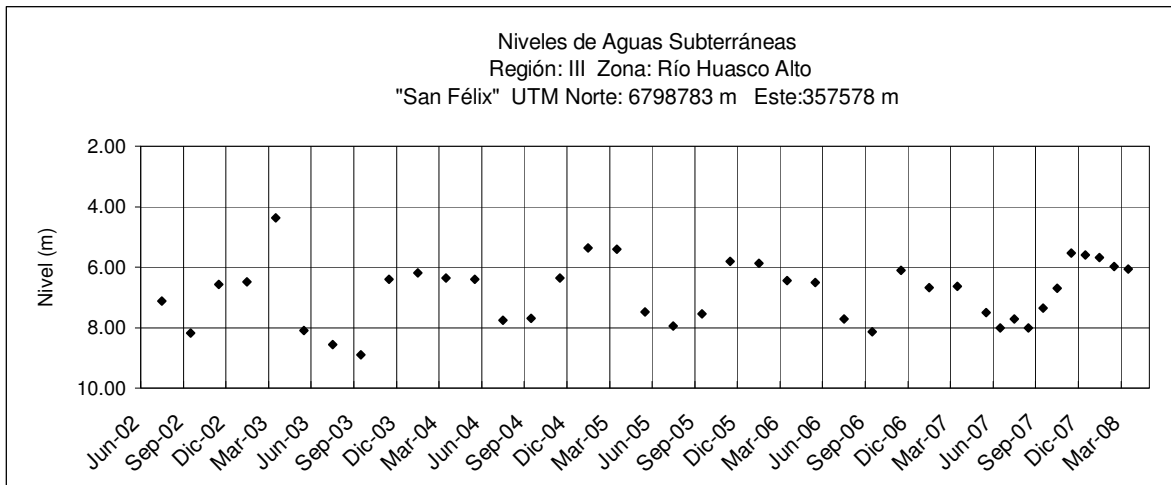 Niveles de Aguas Subterráneas
Región: III Zona: Río Huasco Alto
"San Félix" UTM Norte: 6798783 m Este:357578 m
Nivel (m)
2.00
4.00
6.00
8.00
10.00
Jun-02
Sep-02
Dic-02
Mar-03
Jun-03
Sep-03
Dic-03
Mar-04
Jun-04
Sep-04
Dic-04
Mar-05
Jun-05
Sep-05
Dic-05
Mar-06
Jun-06
Sep-06
Dic-06
Mar-07
Jun-07
Sep-07
Dic-07
Mar-08